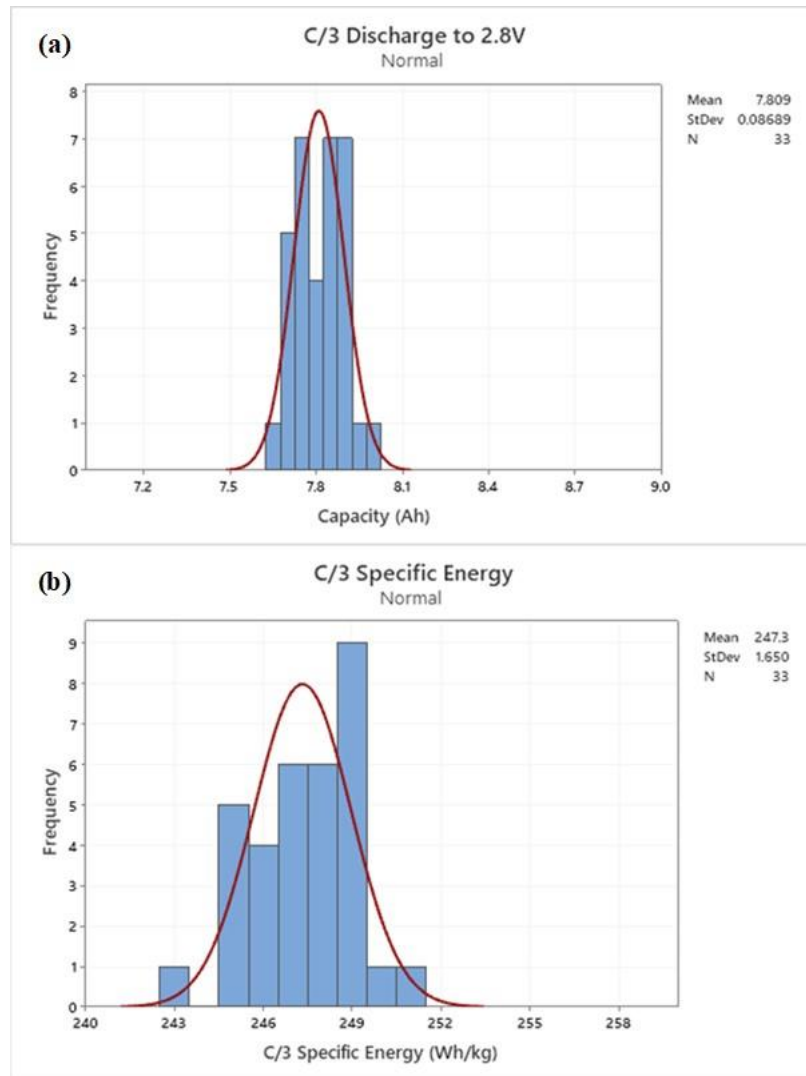 (a)
C/3 Discharge to 2.8V
Normal
Mean 7.809
StDev 0.08689
N 33
8
7
6
5
4
3
2
1
0
Frequency
7.2 7.5 7.8 8.1 8.4 8.7 9.0
Capacity (Ah)
(b)
C/3 Specific Energy
Normal
Mean 247.3
StDev 1.650
N 33
9
8
7
6
5
4
3
2
1
0
Frequency
240 243 246 249 252 255 258
C/3 Specific Energy (Wh/kg)